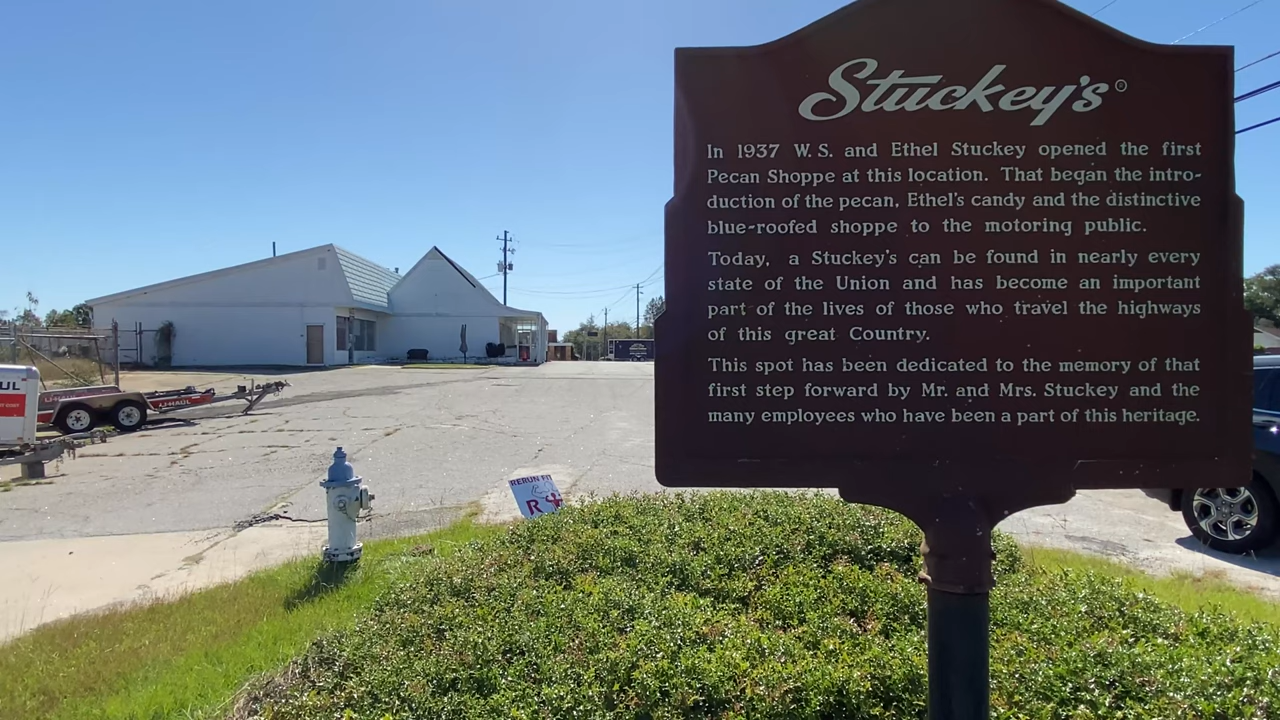 Stuckey's®
In 1937 W. S. and Ethel Stuckey opened the first
Pecan Shoppe at this location. That began the intro-
duction of the pecan, Ethel's candy and the distinctive
blue-roofed shoppe to the motoring public.
Today, a Stuckey's can be found in nearly every
state of the Union and has become an important
part of the lives of those who travel the highways
of this great Country.
This spot has been dedicated to the memory of that
first step forward by Mr. and Mrs. Stuckey and the
many employees who have been a part of this heritage.
U-HAUL
RERUN FIT
R